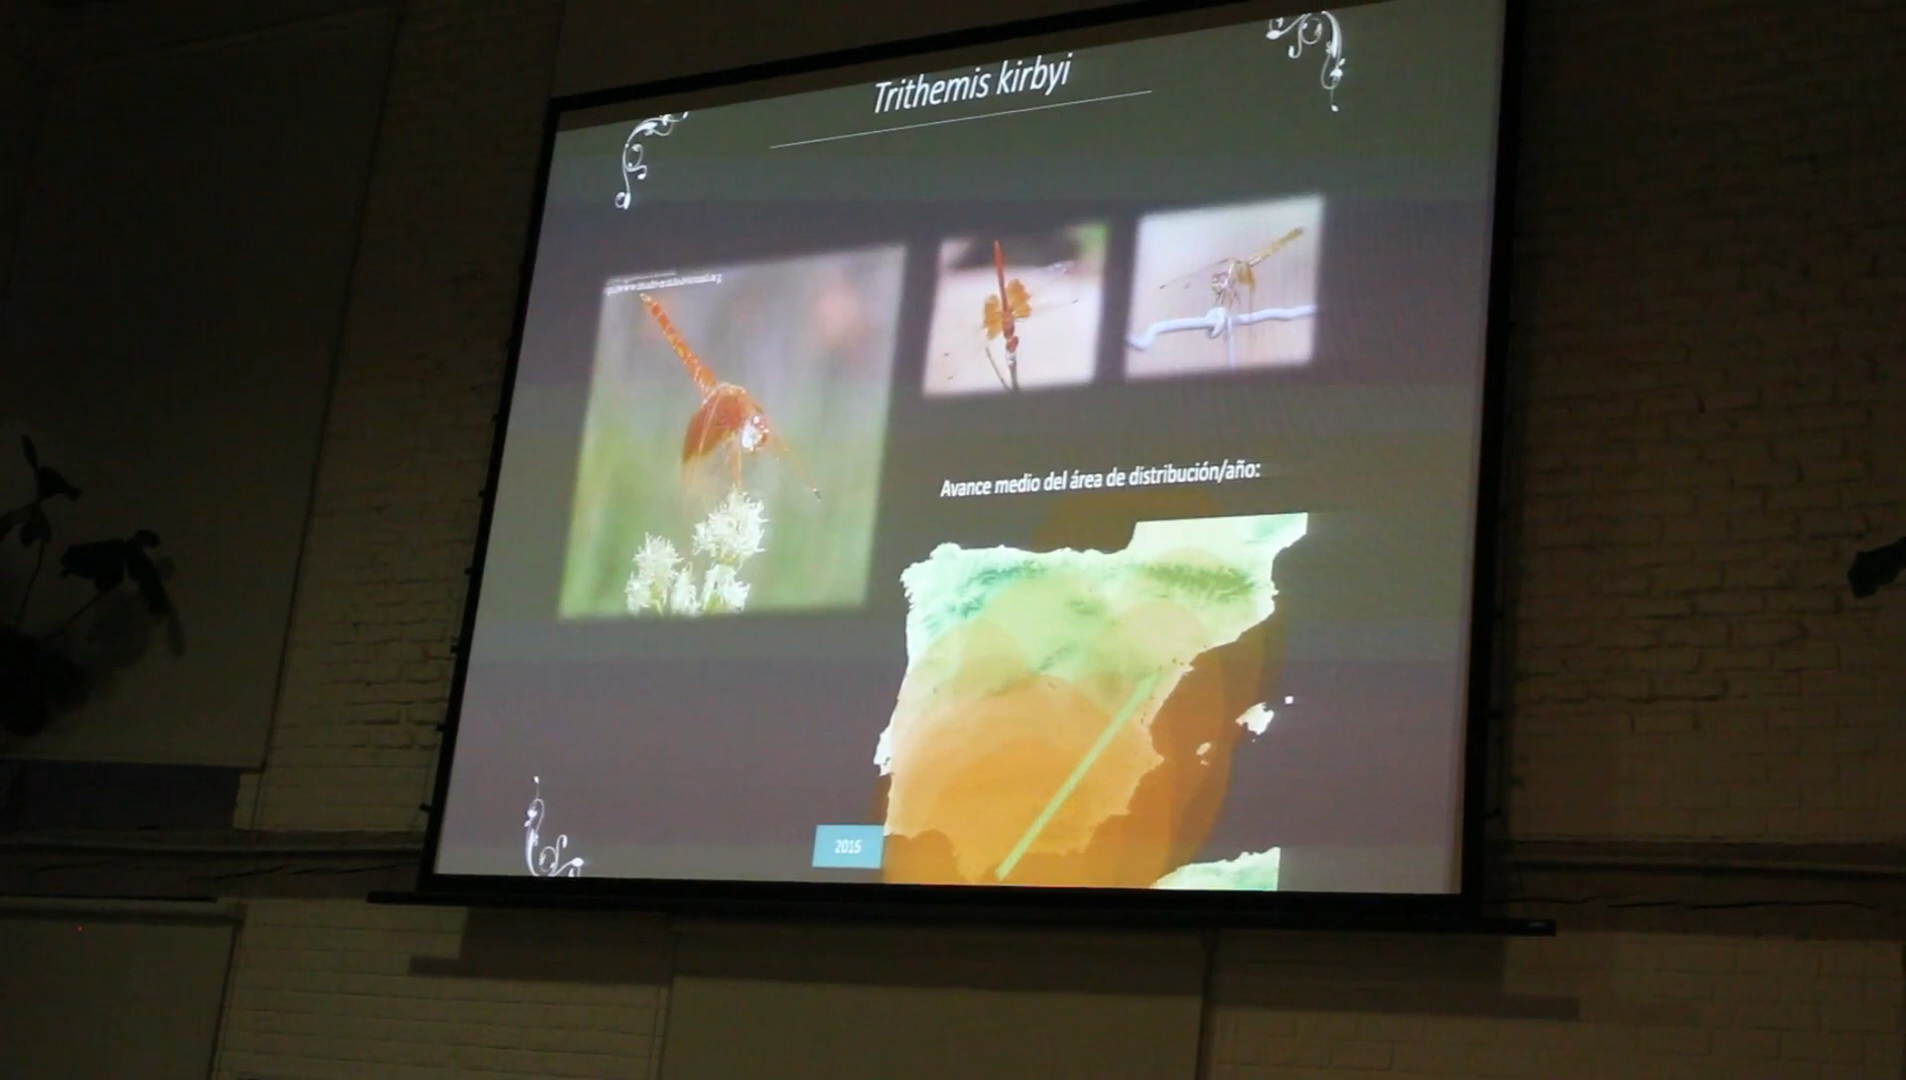 Trithemis kirbyi
Avance medio del área de distribución/año:
2015